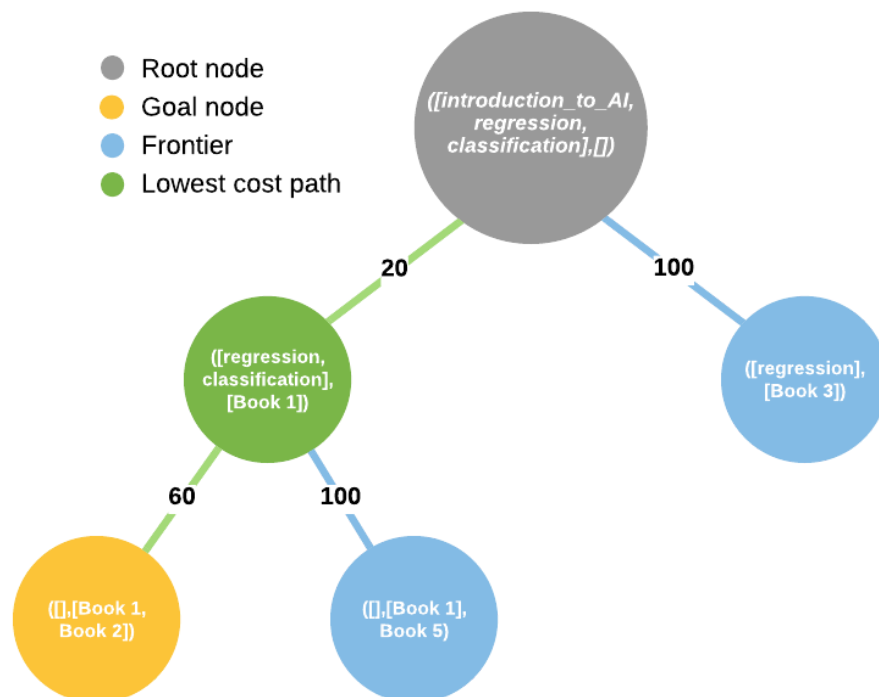 Root node
Goal node
Frontier
Lowest cost path
([introduction_to_AI,
regression,
classification],[])
20
100
([regression,
classification],
[Book 1])
([regression],
[Book 3])
60
100
([],[Book 1,
Book 2])
([],[Book 1],
Book 5)